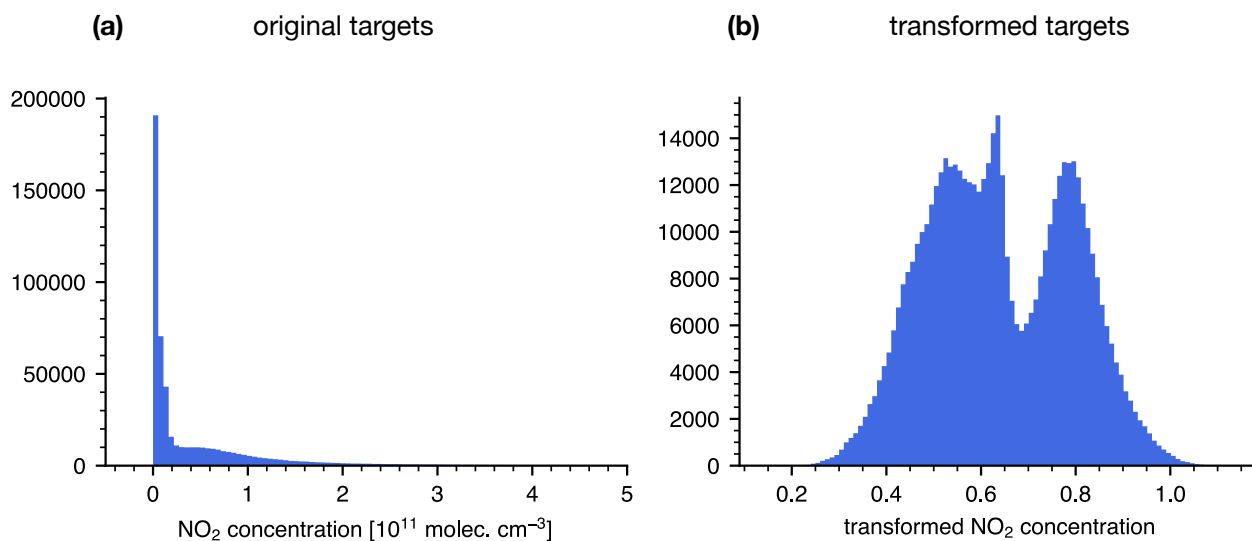 (a) original targets
200000
150000
100000
50000
0
0 1 2 3 4 5
NO₂ concentration [10¹¹ molec. cm⁻³]
(b) transformed targets
14000
12000
10000
8000
6000
4000
2000
0
0.2 0.4 0.6 0.8 1.0
transformed NO₂ concentration